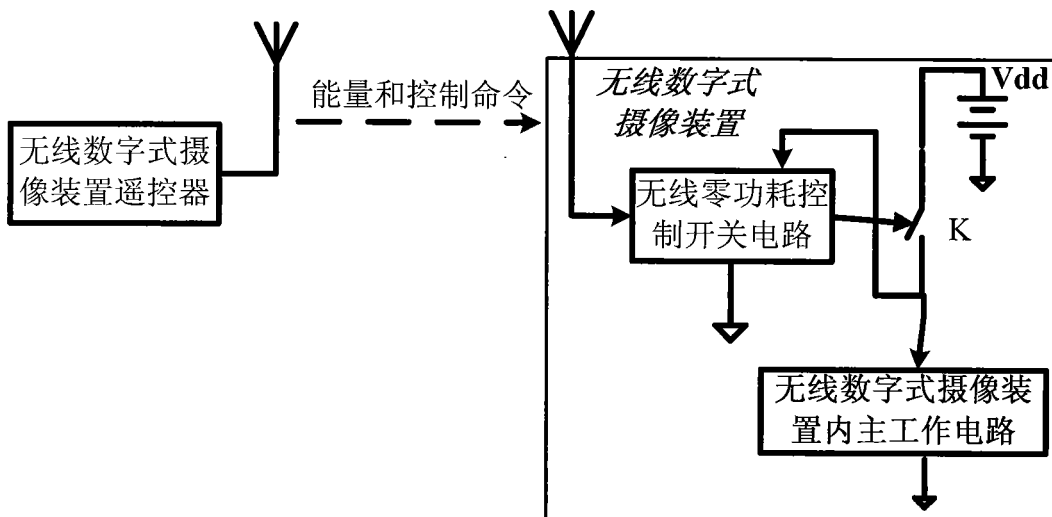 无线数字式摄
像装置遥控器
能量和控制命令
无线数字式
摄像装置
Vdd
无线零功耗控
制开关电路
K
无线数字式摄像装
置内主工作电路